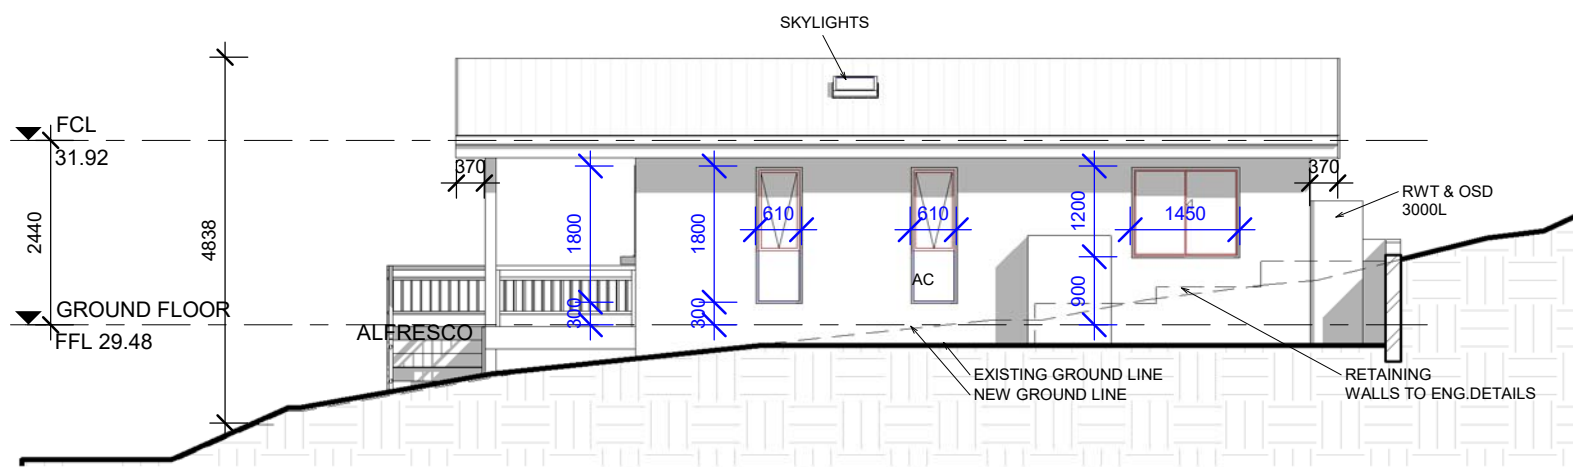 SKYLIGHTS
FCL
31.92
2440
4838
370
1800
1800
610
610
AC
1200
1450
370
RWT & OSD
3000L
300
300
900
GROUND FLOOR
FFL 29.48
ALFRESCO
EXISTING GROUND LINE
NEW GROUND LINE
RETAINING
WALLS TO ENG.DETAILS